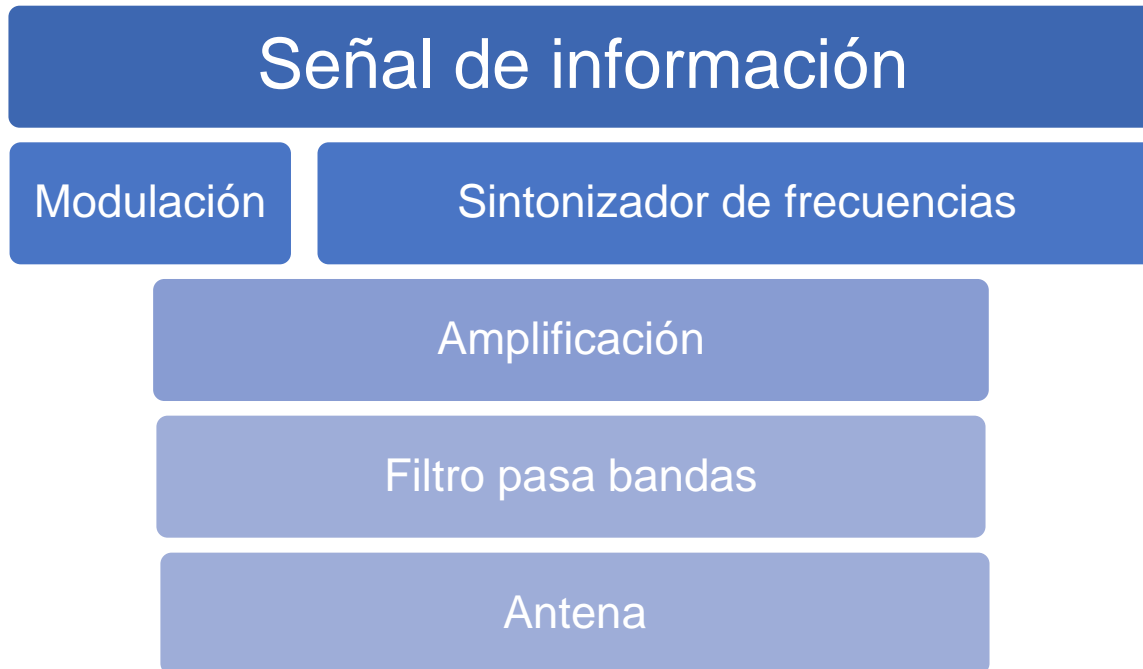 Señal de información
Modulación
Sintonizador de frecuencias
Amplificación
Filtro pasa bandas
Antena